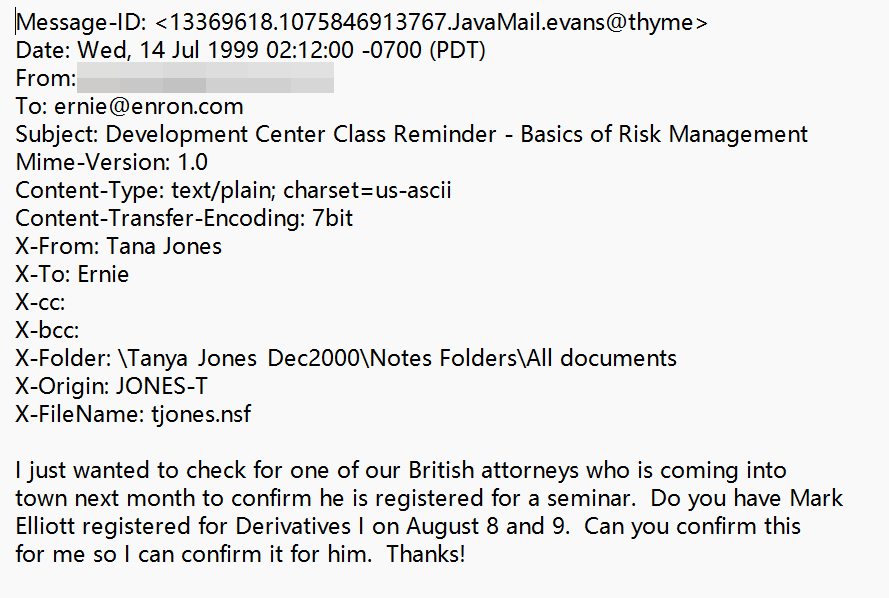 Message-ID: <13369618.1075846913767.JavaMail.evans@thyme>
Date: Wed, 14 Jul 1999 02:12:00 -0700 (PDT)
From:
To: ernie@enron.com
Subject: Development Center Class Reminder - Basics of Risk Management
Mime-Version: 1.0
Content-Type: text/plain; charset=us-ascii
Content-Transfer-Encoding: 7bit
X-From: Tana Jones
X-To: Ernie
X-cc:
X-bcc:
X-Folder: \Tanya Jones Dec2000\Notes Folders\All documents
X-Origin: JONES-T
X-FileName: tjones.nsf

I just wanted to check for one of our British attorneys who is coming into
town next month to confirm he is registered for a seminar.  Do you have Mark
Elliott registered for Derivatives I on August 8 and 9.  Can you confirm this
for me so I can confirm it for him.  Thanks!